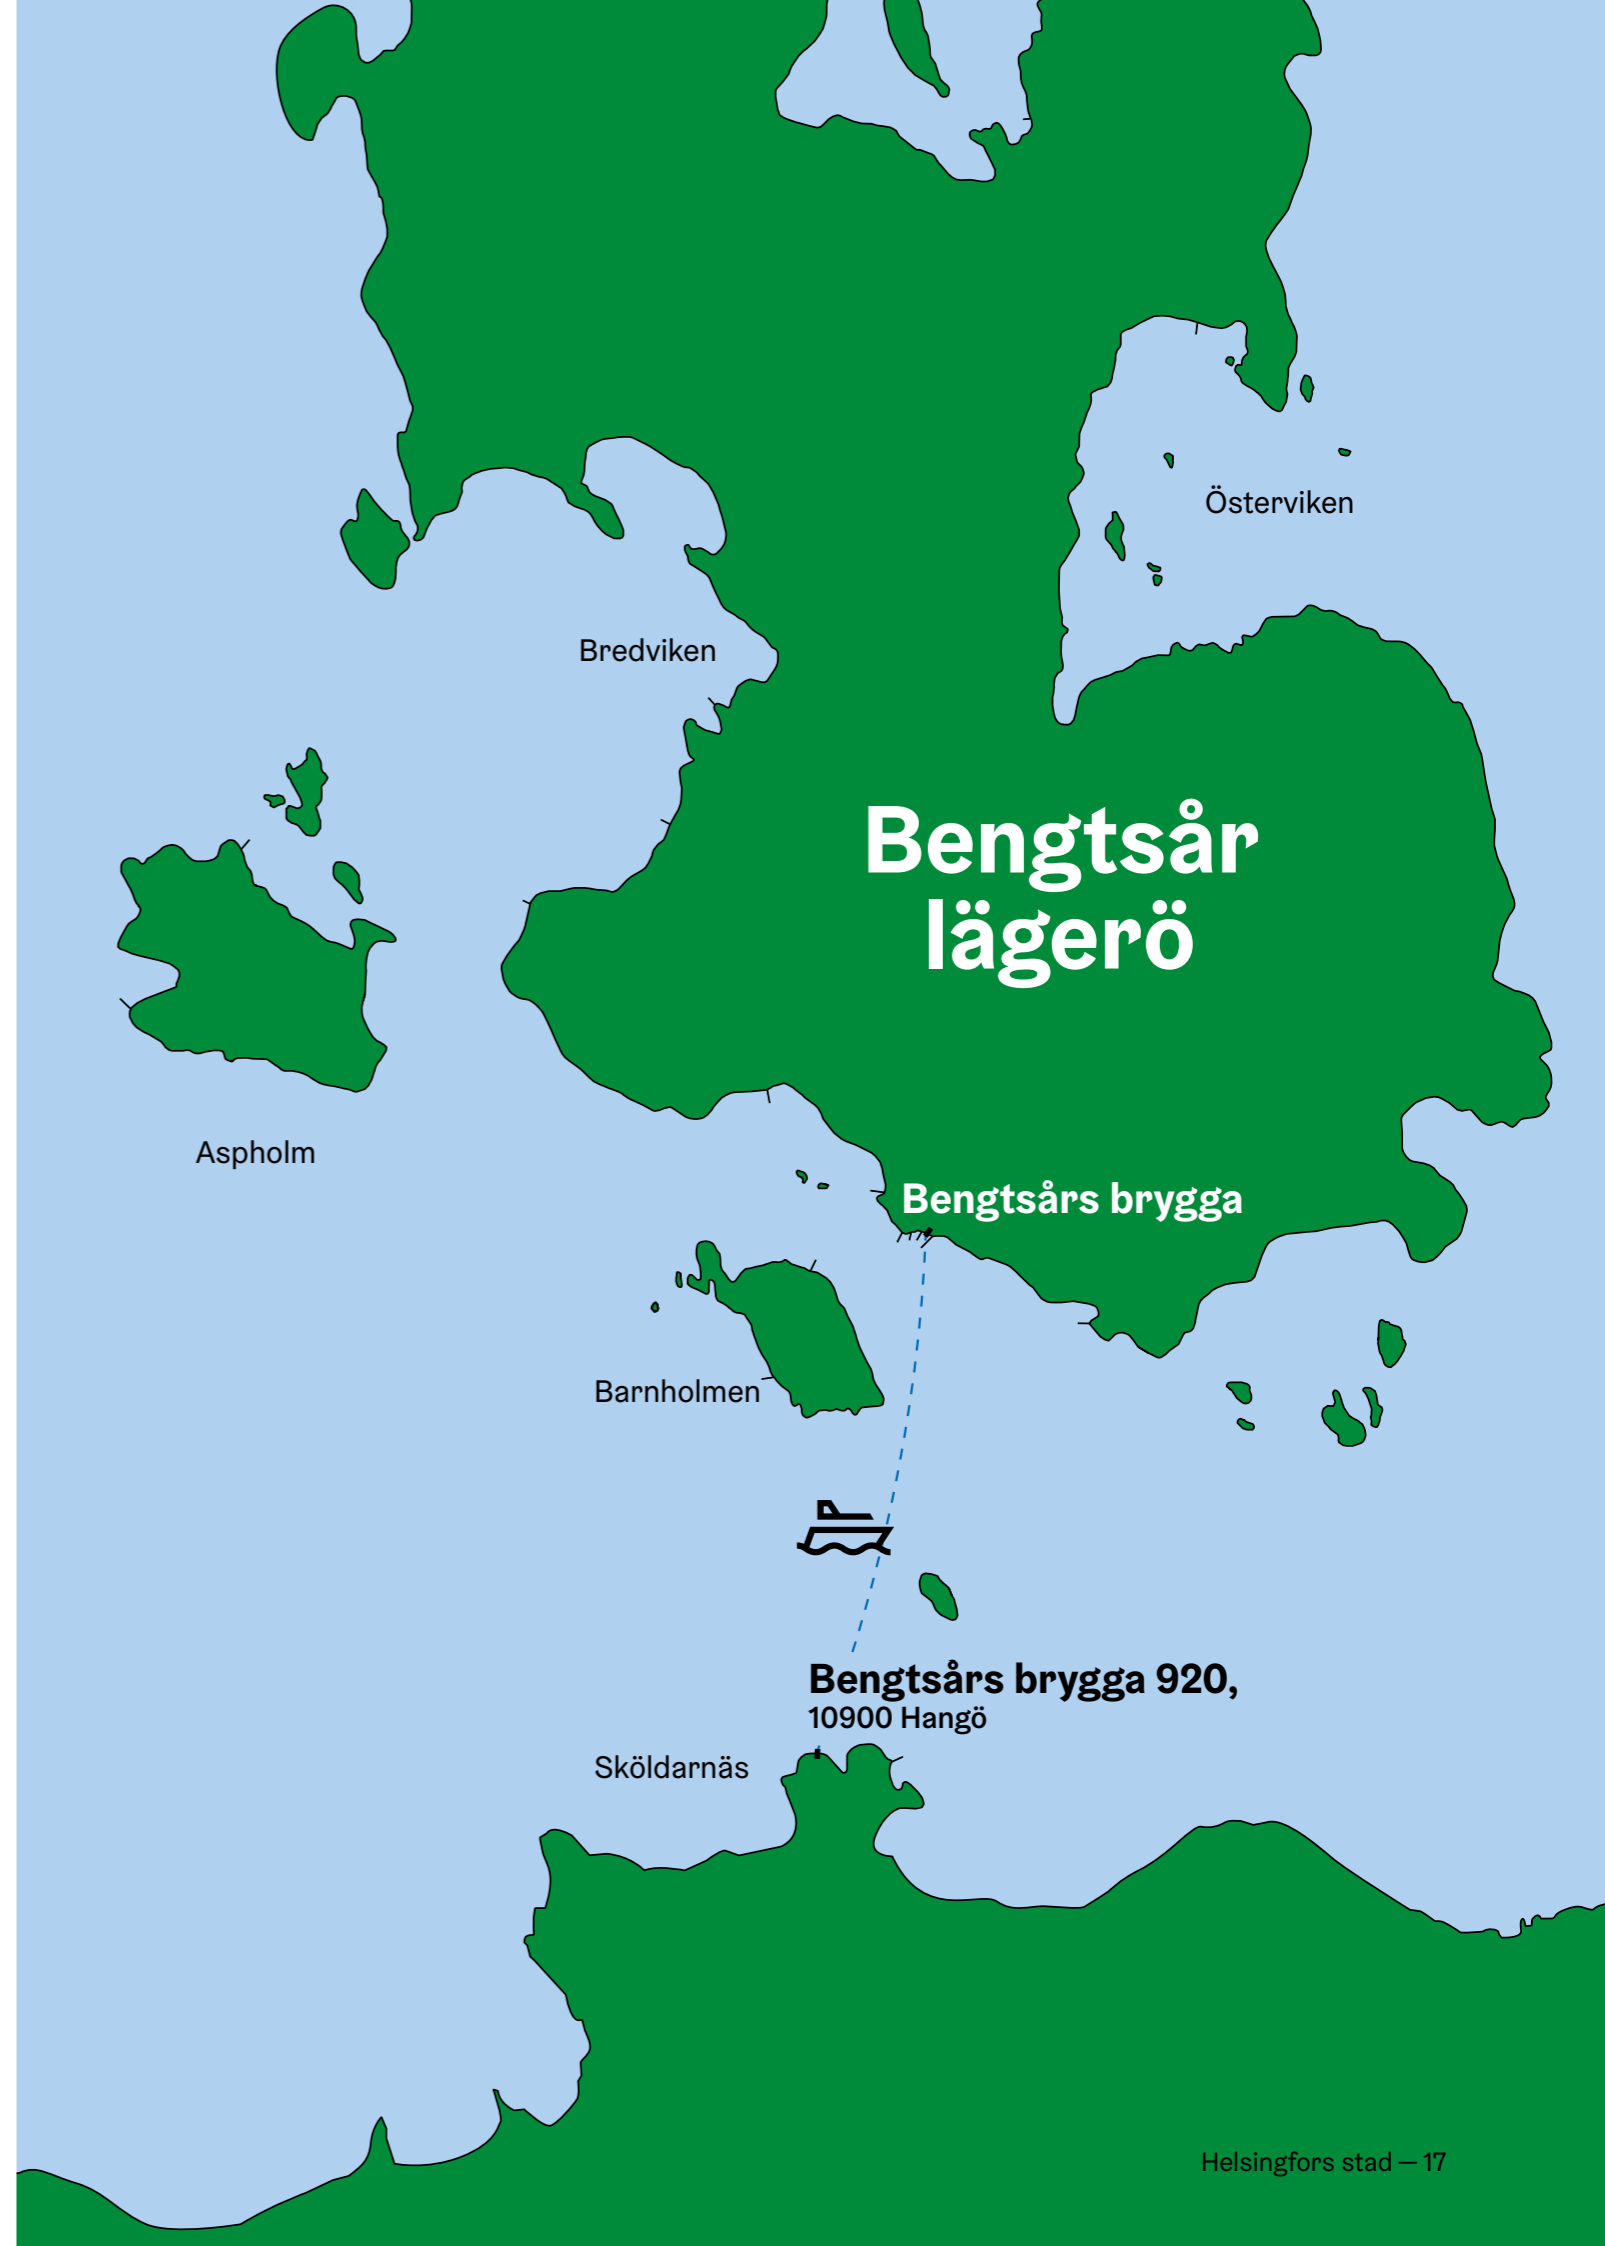 Österviken
Bredviken
Bengtsår
lägerö
Aspholm
Bengtsårs brygga
Barnholmen
Bengtsårs brygga 920,
10900 Hangö
Sköldarnäs
Helsingfors stad — 17